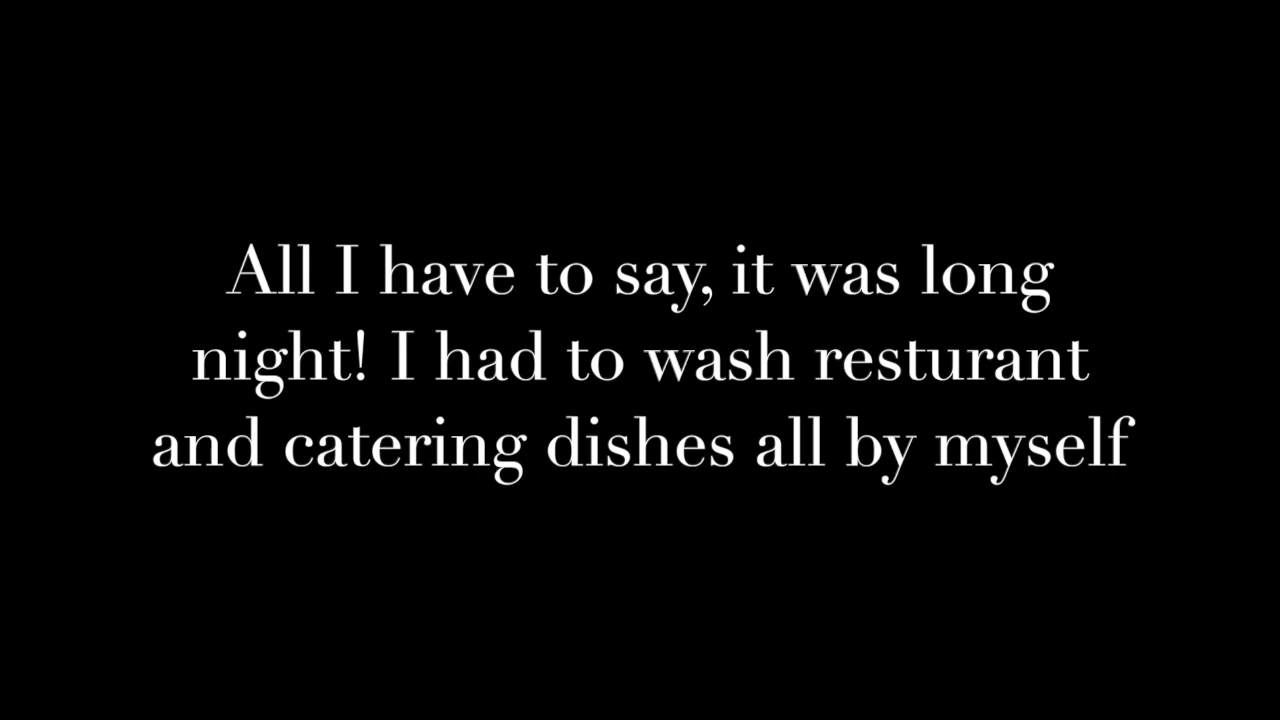 All I have to say, it was long
night! I had to wash resturant
and catering dishes all by myself